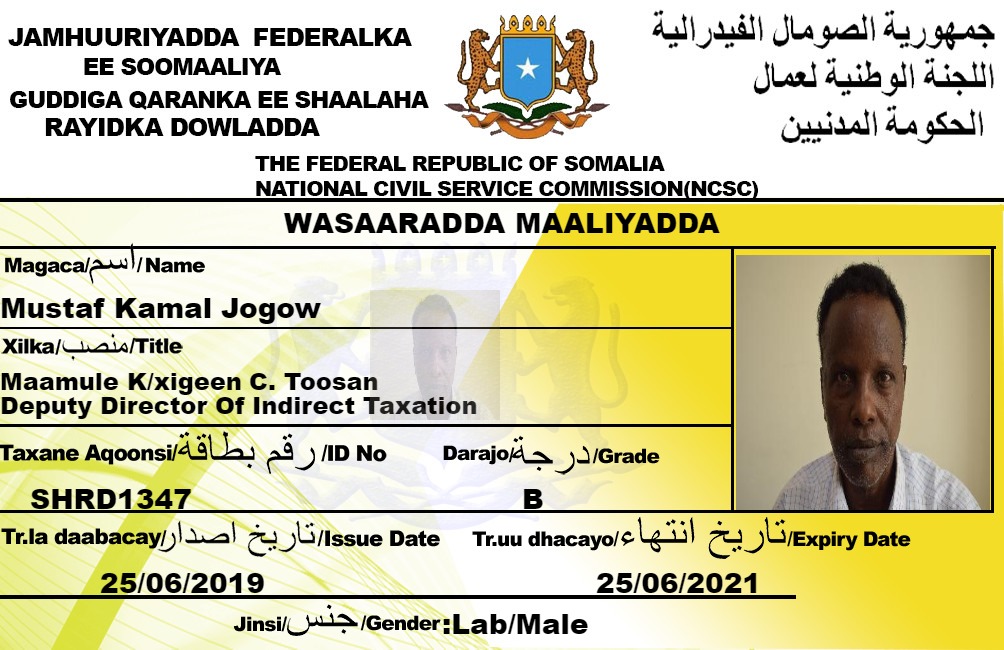 JAMHUURIYADDA FEDERALKA
EE SOOMAALIYA
GUDDIGA QARANKA EE SHAALAHA
RAYIDKA DOWLADDA
جمهورية الصومال الفيدرالية
اللجنة الوطنية لعمال
الحكومة المدنيين
THE FEDERAL REPUBLIC OF SOMALIA
NATIONAL CIVIL SERVICE COMMISSION(NCSC)
WASAARADDA MAALIYADDA
Magaca/اسم/Name
Mustaf Kamal Jogow
Xilka/منصب/Title
Maamule K/xigeen C. Toosan
Deputy Director Of Indirect Taxation
Taxane Aqoonsi/رقم بطاقة/ID No
SHRD1347
Darajo/درجة/Grade
B
Tr.la daabacay/تاريخ اصدار/Issue Date
25/06/2019
Tr.uu dhacayo/تاريخ انتهاء/Expiry Date
25/06/2021
Jinsi/جنس/Gender:Lab/Male